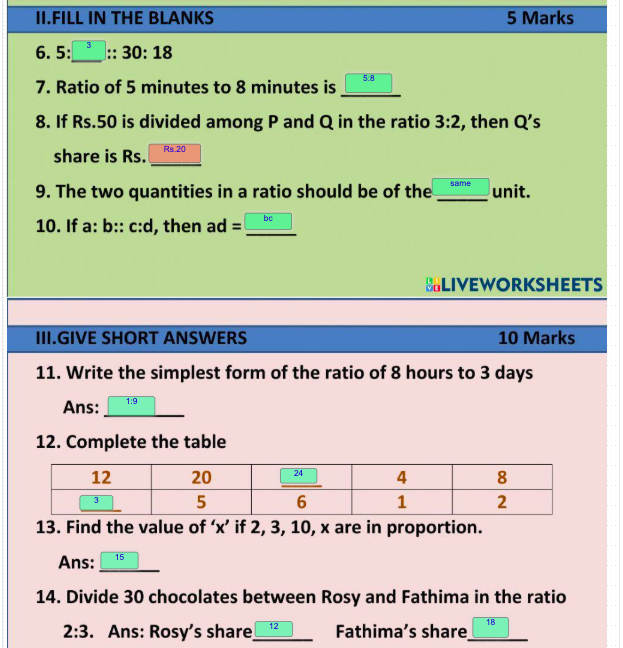 II.FILL IN THE BLANKS 5 Marks
6. 5: 3 :: 30: 18
7. Ratio of 5 minutes to 8 minutes is 5:8
8. If Rs.50 is divided among P and Q in the ratio 3:2, then Q’s
share is Rs. Rs.20
9. The two quantities in a ratio should be of the same unit.
10. If a: b:: c:d, then ad = bc
LIVEWORKSHEETS
III.GIVE SHORT ANSWERS 10 Marks
11. Write the simplest form of the ratio of 8 hours to 3 days
Ans: 1:9
12. Complete the table
12 20 24 4 8
3 5 6 1 2
13. Find the value of ‘x’ if 2, 3, 10, x are in proportion.
Ans: 15
14. Divide 30 chocolates between Rosy and Fathima in the ratio
2:3. Ans: Rosy’s share 12 Fathima’s share 18